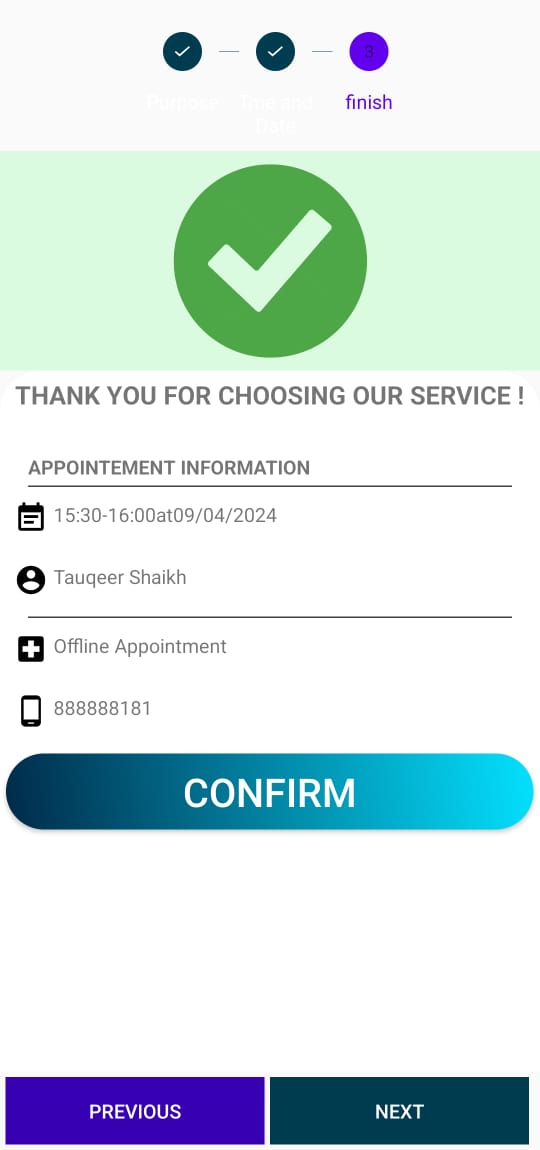 3
Purpose Time and finish
Date
THANK YOU FOR CHOOSING OUR SERVICE !
APPOINTEMENT INFORMATION
15:30-16:00at09/04/2024
Tauqeer Shaikh
Offline Appointment
888888181
CONFIRM
PREVIOUS NEXT